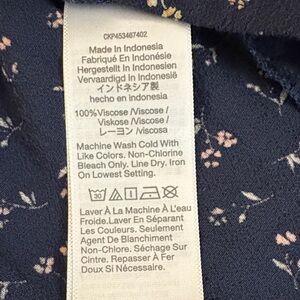 CKP453467402
Made In Indonesia
Fabriqué En Indonésie
Hergestellt In Indonesien
Vervaardigd In Indonesië
インドネシア製
hecho en indonesia
100%Viscose /Viscose /
Viskose /Viscose /
レーヨン /viscosa
Machine Wash Cold With
Like Colors. Non-Chlorine
Bleach Only. Line Dry. Iron
On Lowest Setting.
30
Laver À La Machine À L'eau
Froide.Laver En Séparant
Les Couleurs. Seulement
Agent De Blanchiment
Non-Chloré. Séchage Sur
Cintre. Repasser À Fer
Doux Si Nécessaire.